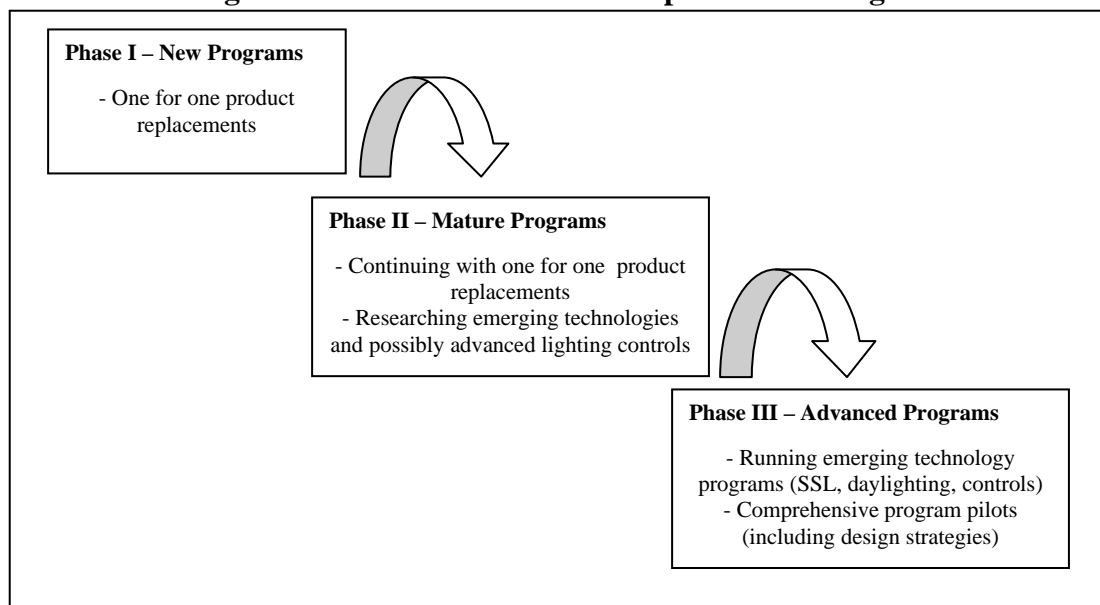 Phase I – New Programs
- One for one product
replacements
Phase II – Mature Programs
- Continuing with one for one product
replacements
- Researching emerging technologies
and possibly advanced lighting controls
Phase III – Advanced Programs
- Running emerging technology
programs (SSL, daylighting, controls)
- Comprehensive program pilots
(including design strategies)